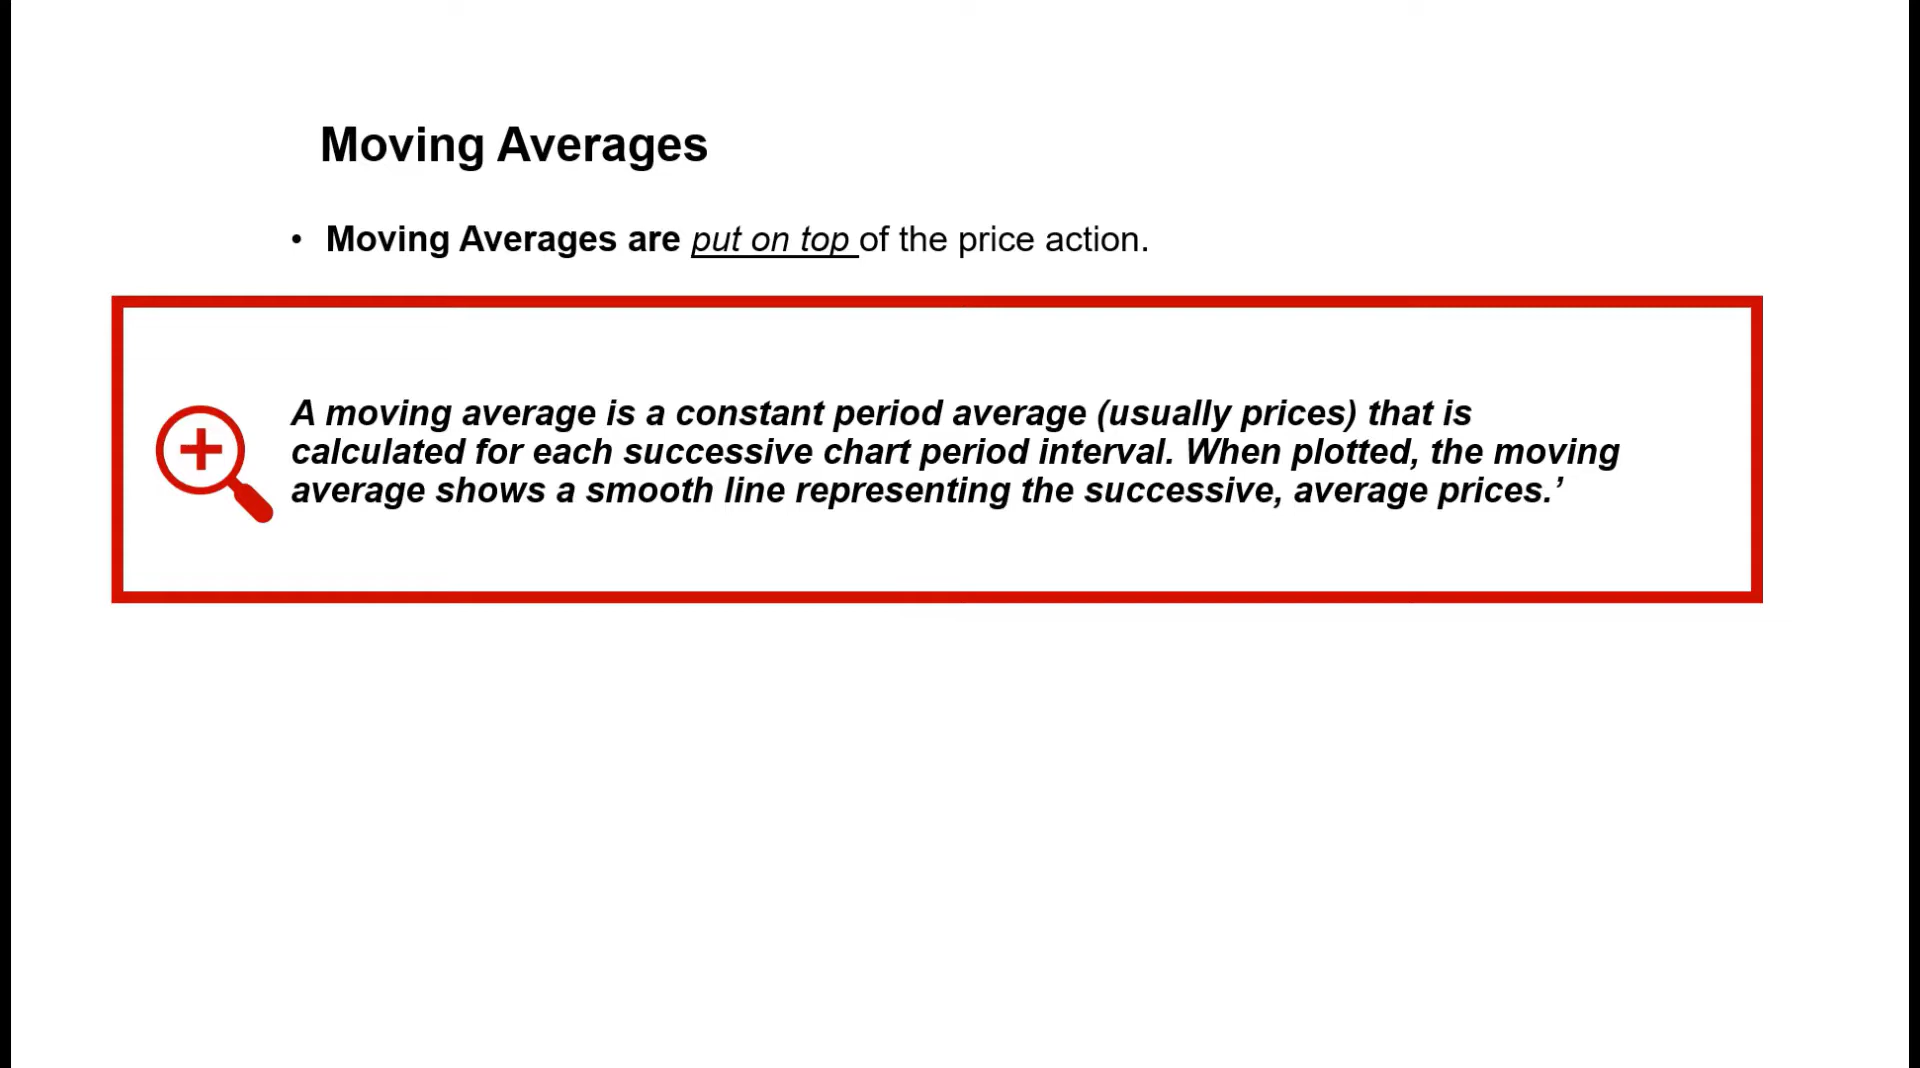 Moving Averages
• Moving Averages are put on top of the price action.
A moving average is a constant period average (usually prices) that is
calculated for each successive chart period interval. When plotted, the moving
average shows a smooth line representing the successive, average prices.’